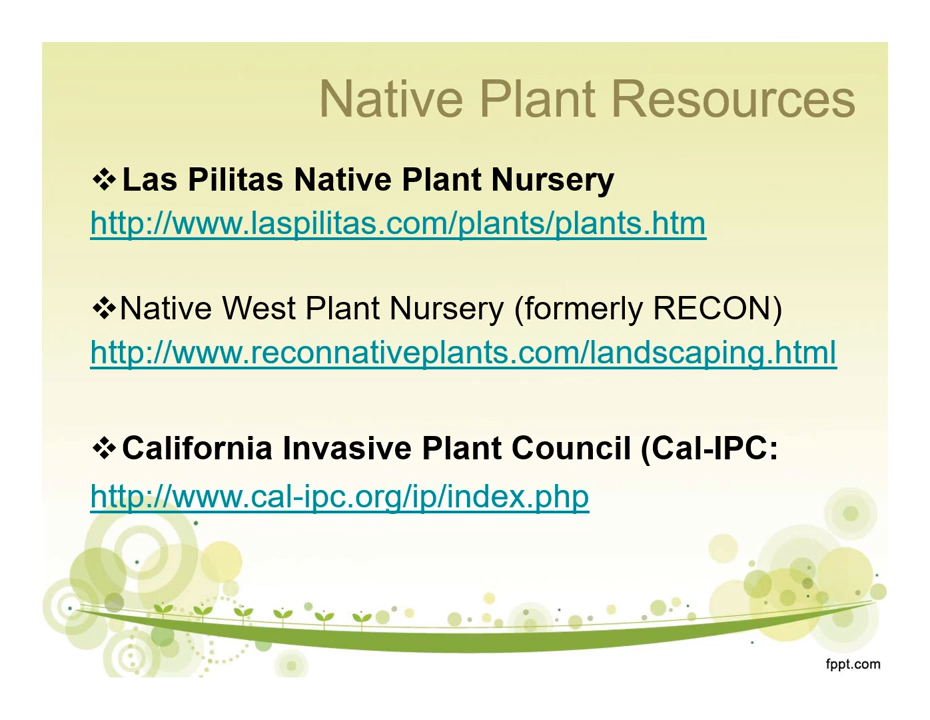 Native Plant Resources
❖Las Pilitas Native Plant Nursery
http://www.laspilitas.com/plants/plants.htm
❖Native West Plant Nursery (formerly RECON)
http://www.reconnativeplants.com/landscaping.html
❖California Invasive Plant Council (Cal-IPC:
http://www.cal-ipc.org/ip/index.php
fppt.com